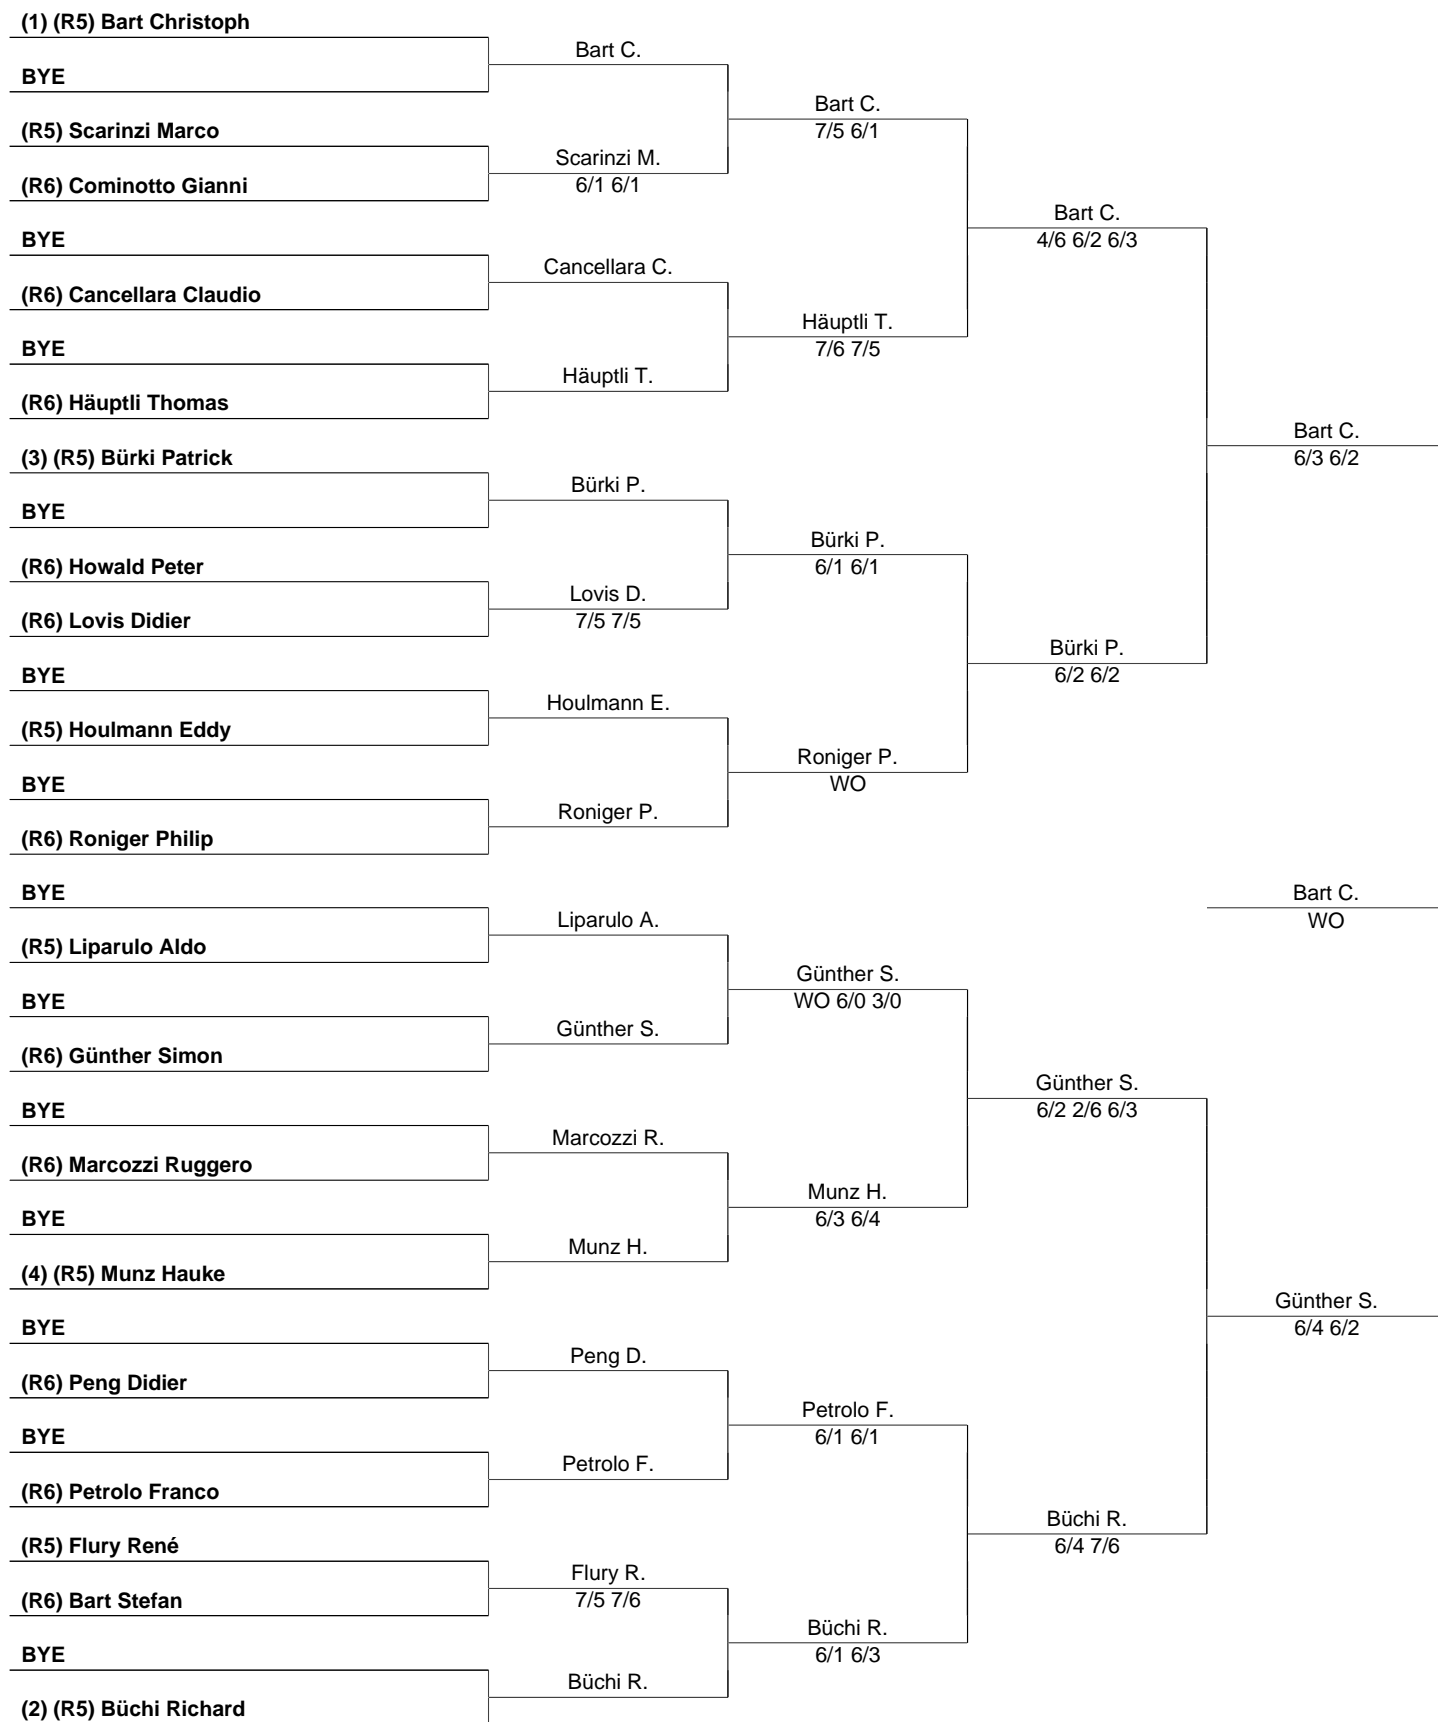 (1) (R5) Bart Christoph
BYE
(R5) Scarinzi Marco
(R6) Cominotto Gianni
BYE
(R6) Cancellara Claudio
BYE
(R6) Häuptli Thomas
(3) (R5) Bürki Patrick
BYE
(R6) Howald Peter
(R6) Lovis Didier
BYE
(R5) Houlmann Eddy
BYE
(R6) Roniger Philip
BYE
(R5) Liparulo Aldo
BYE
(R6) Günther Simon
BYE
(R6) Marcozzi Ruggero
BYE
(4) (R5) Munz Hauke
BYE
(R6) Peng Didier
BYE
(R6) Petrolo Franco
(R5) Flury René
(R6) Bart Stefan
BYE
(2) (R5) Büchi Richard
Bart C.
Scarinzi M.
6/1 6/1
Cancellara C.
Häuptli T.
Bürki P.
Lovis D.
7/5 7/5
Houlmann E.
Roniger P.
Liparulo A.
Günther S.
Marcozzi R.
Munz H.
Peng D.
Petrolo F.
Flury R.
7/5 7/6
Büchi R.
Bart C.
7/5 6/1
Häuptli T.
7/6 7/5
Bürki P.
6/1 6/1
Roniger P.
WO
Günther S.
WO 6/0 3/0
Munz H.
6/3 6/4
Petrolo F.
6/1 6/1
Büchi R.
6/1 6/3
Bart C.
4/6 6/2 6/3
Bürki P.
6/2 6/2
Günther S.
6/2 2/6 6/3
Büchi R.
6/4 7/6
Bart C.
6/3 6/2
Bart C.
WO
Günther S.
6/4 6/2